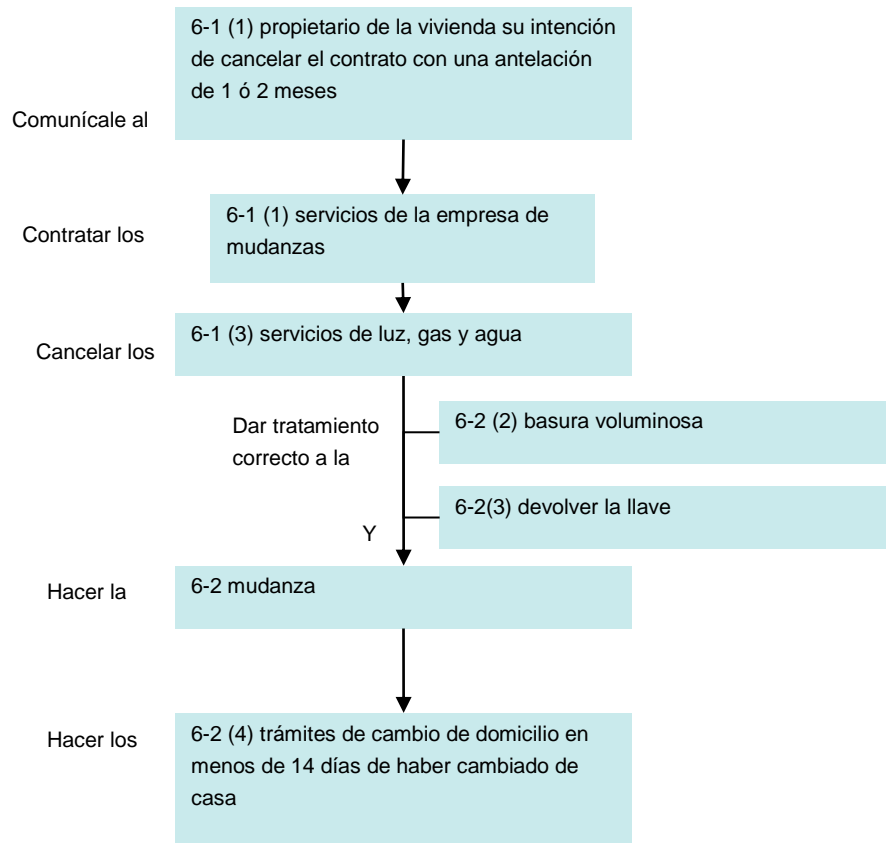 Comunícale al
6-1 (1) propietario de la vivienda su intención
de cancelar el contrato con una antelación
de 1 ó 2 meses
Contratar los
6-1 (1) servicios de la empresa de
mudanzas
Cancelar los
6-1 (3) servicios de luz, gas y agua
Dar tratamiento
correcto a la
6-2 (2) basura voluminosa
Y
6-2(3) devolver la llave
Hacer la
6-2 mudanza
Hacer los
6-2 (4) trámites de cambio de domicilio en
menos de 14 días de haber cambiado de
casa